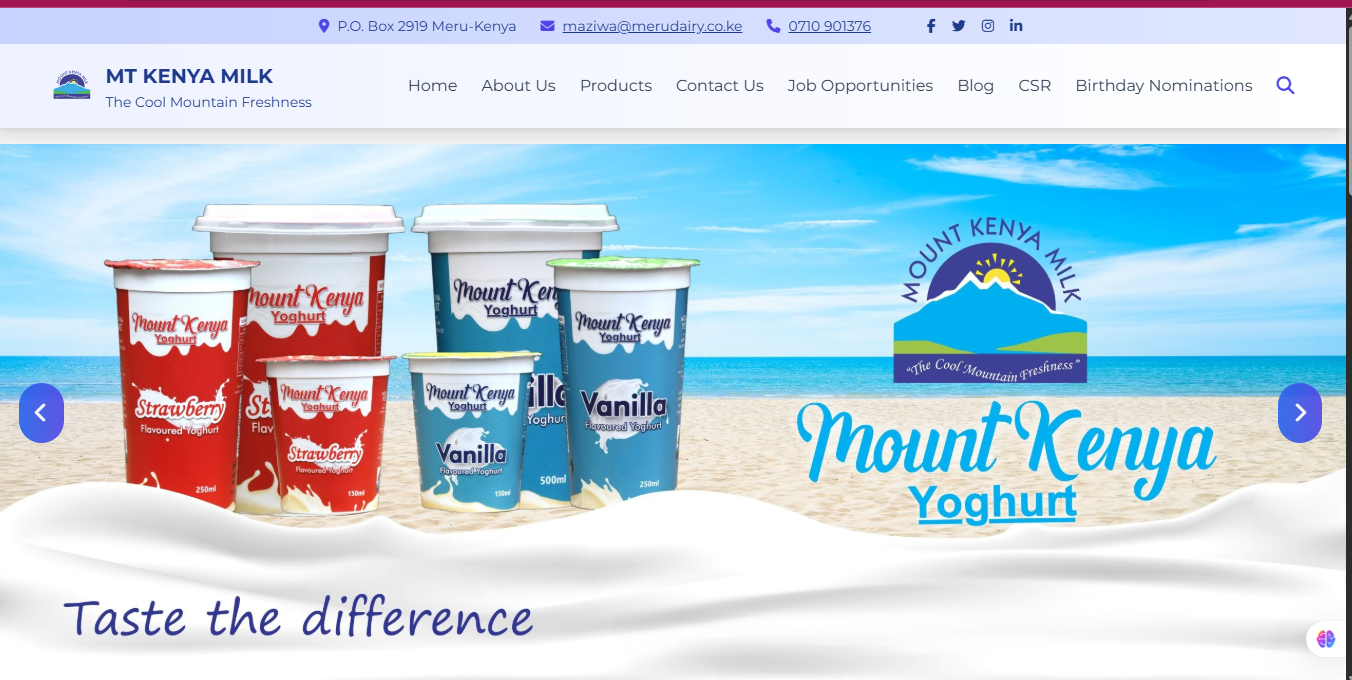 P.O. Box 2919 Meru-Kenya maziwa@merudairy.co.ke 0710 901376
MT KENYA MILK
The Cool Mountain Freshness
Home About Us Products Contact Us Job Opportunities Blog CSR Birthday Nominations
MOUNT KENYA MILK
"The Cool Mountain Freshness"
Mount Kenya
Yoghurt
Mount Kenya
Yoghurt
Strawberry
Flavoured Yoghurt
250ml
Mount Kenya
Yoghurt
Strawberry
Flavoured Yoghurt
150ml
Mount Kenya
Yoghurt
Vanilla
Flavoured Yoghurt
150ml
Yoghurt
500ml
Mount Kenya
Yoghurt
Vanilla
Flavoured Yoghurt
250ml
Mount Kenya
Yoghurt
Taste the difference